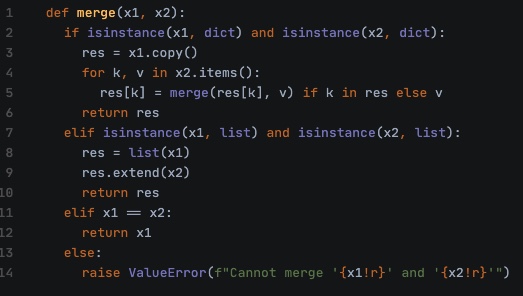 1 def merge(x1, x2):
2 if isinstance(x1, dict) and isinstance(x2, dict):
3 res = x1.copy()
4 for k, v in x2.items():
5 res[k] = merge(res[k], v) if k in res else v
6 return res
7 elif isinstance(x1, list) and isinstance(x2, list):
8 res = list(x1)
9 res.extend(x2)
10 return res
11 elif x1 == x2:
12 return x1
13 else:
14 raise ValueError(f"Cannot merge '{x1!r}' and '{x2!r}'")